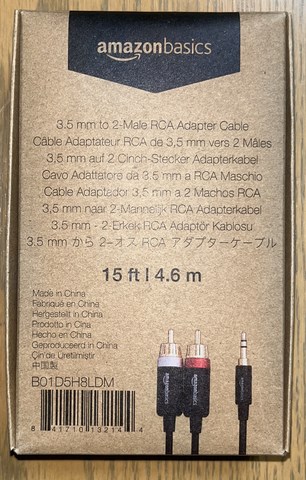 amazonbasics
3.5 mm to 2-Male RCA Adapter Cable
Câble Adaptateur RCA de 3,5 mm vers 2 Mâles
3,5 mm auf 2 Cinch-Stecker Adapterkabel
Cavo Adattatore da 3,5 mm a RCA Maschio
Cable Adaptador 3,5 mm a 2 Machos RCA
3,5 mm naar 2-Mannelijk RCA Adapterkabel
3,5 mm - 2 Erkek RCA Adaptör Kablosu
3.5 mm から 2-オス RCA アダプターケーブル
15 ft | 4.6 m
Made in China
Fabriqué en China
Hergestellt in China
Prodotto in Cina
Hecho en China
Geproduceerd in China
Çin'de Üretilmiştir
中国製
B01D5H8LDM
8 41710 13214 4